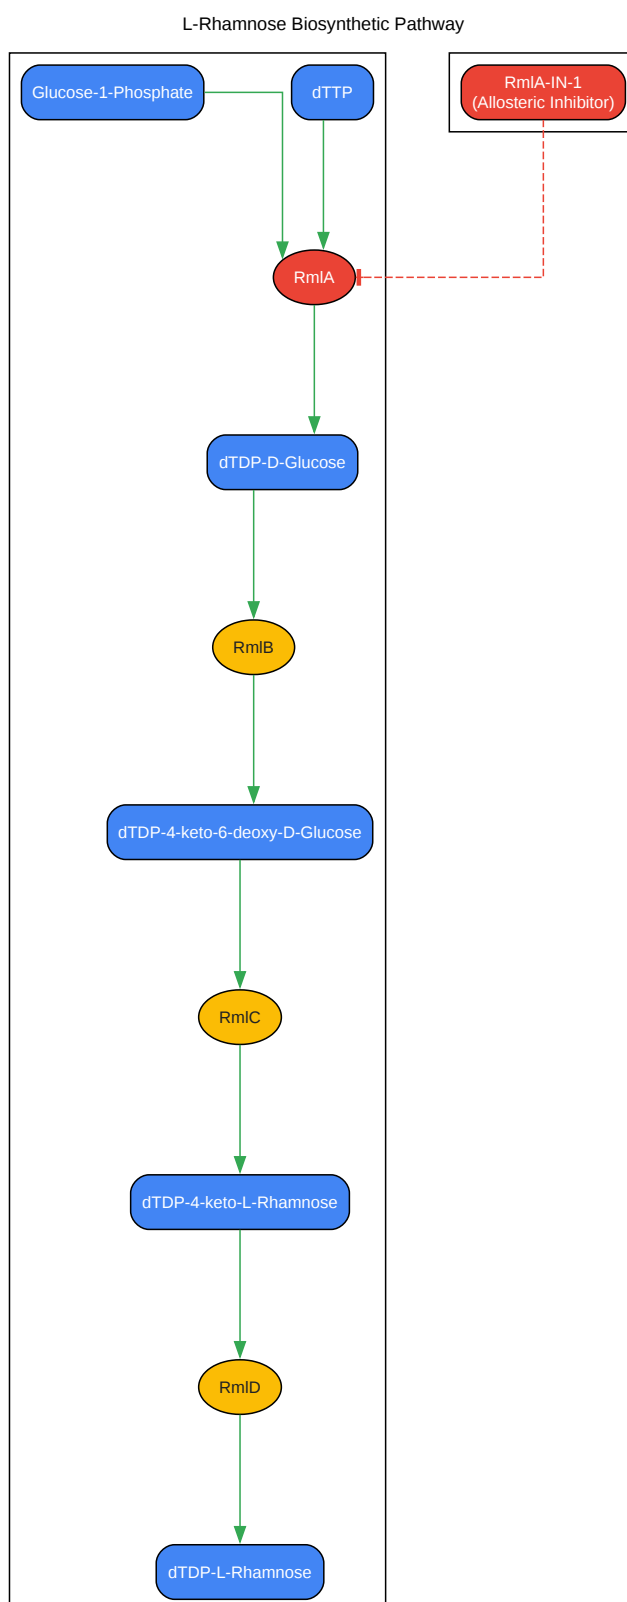 L-Rhamnose Biosynthetic Pathway
Glucose-1-Phosphate
dTTP
RmlA-IN-1
(Allosteric Inhibitor)
RmlA
dTDP-D-Glucose
RmlB
dTDP-4-keto-6-deoxy-D-Glucose
RmlC
dTDP-4-keto-L-Rhamnose
RmlD
dTDP-L-Rhamnose